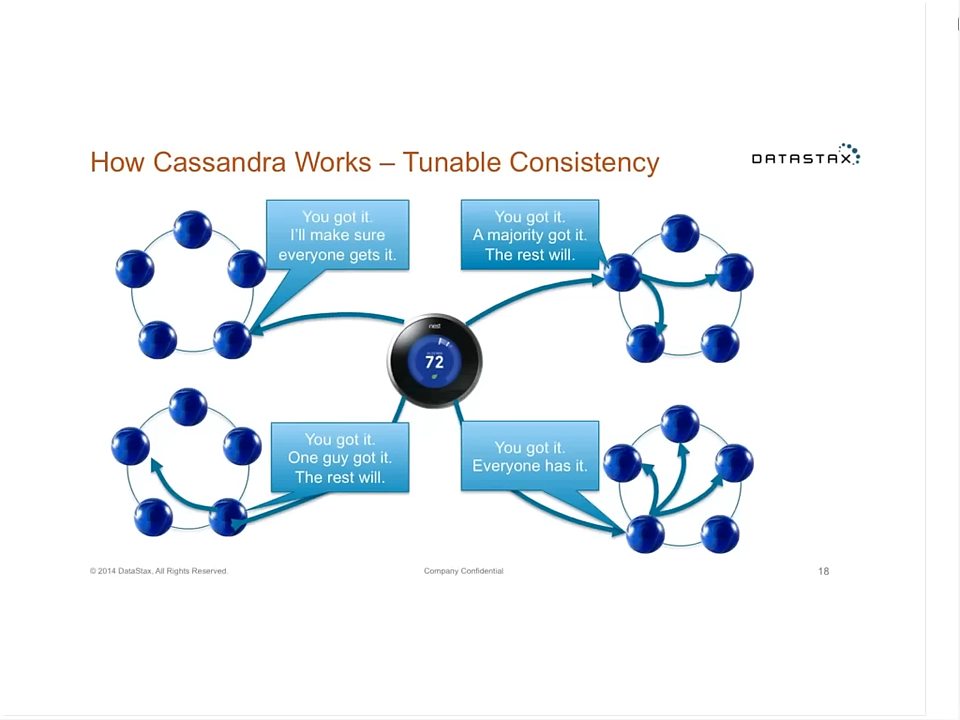 How Cassandra Works – Tunable Consistency
DATASTAX
You got it.
I'll make sure
everyone gets it.
You got it.
A majority got it.
The rest will.
nest
72
You got it.
One guy got it.
The rest will.
You got it.
Everyone has it.
© 2014 DataStax, All Rights Reserved.
Company Confidential
18